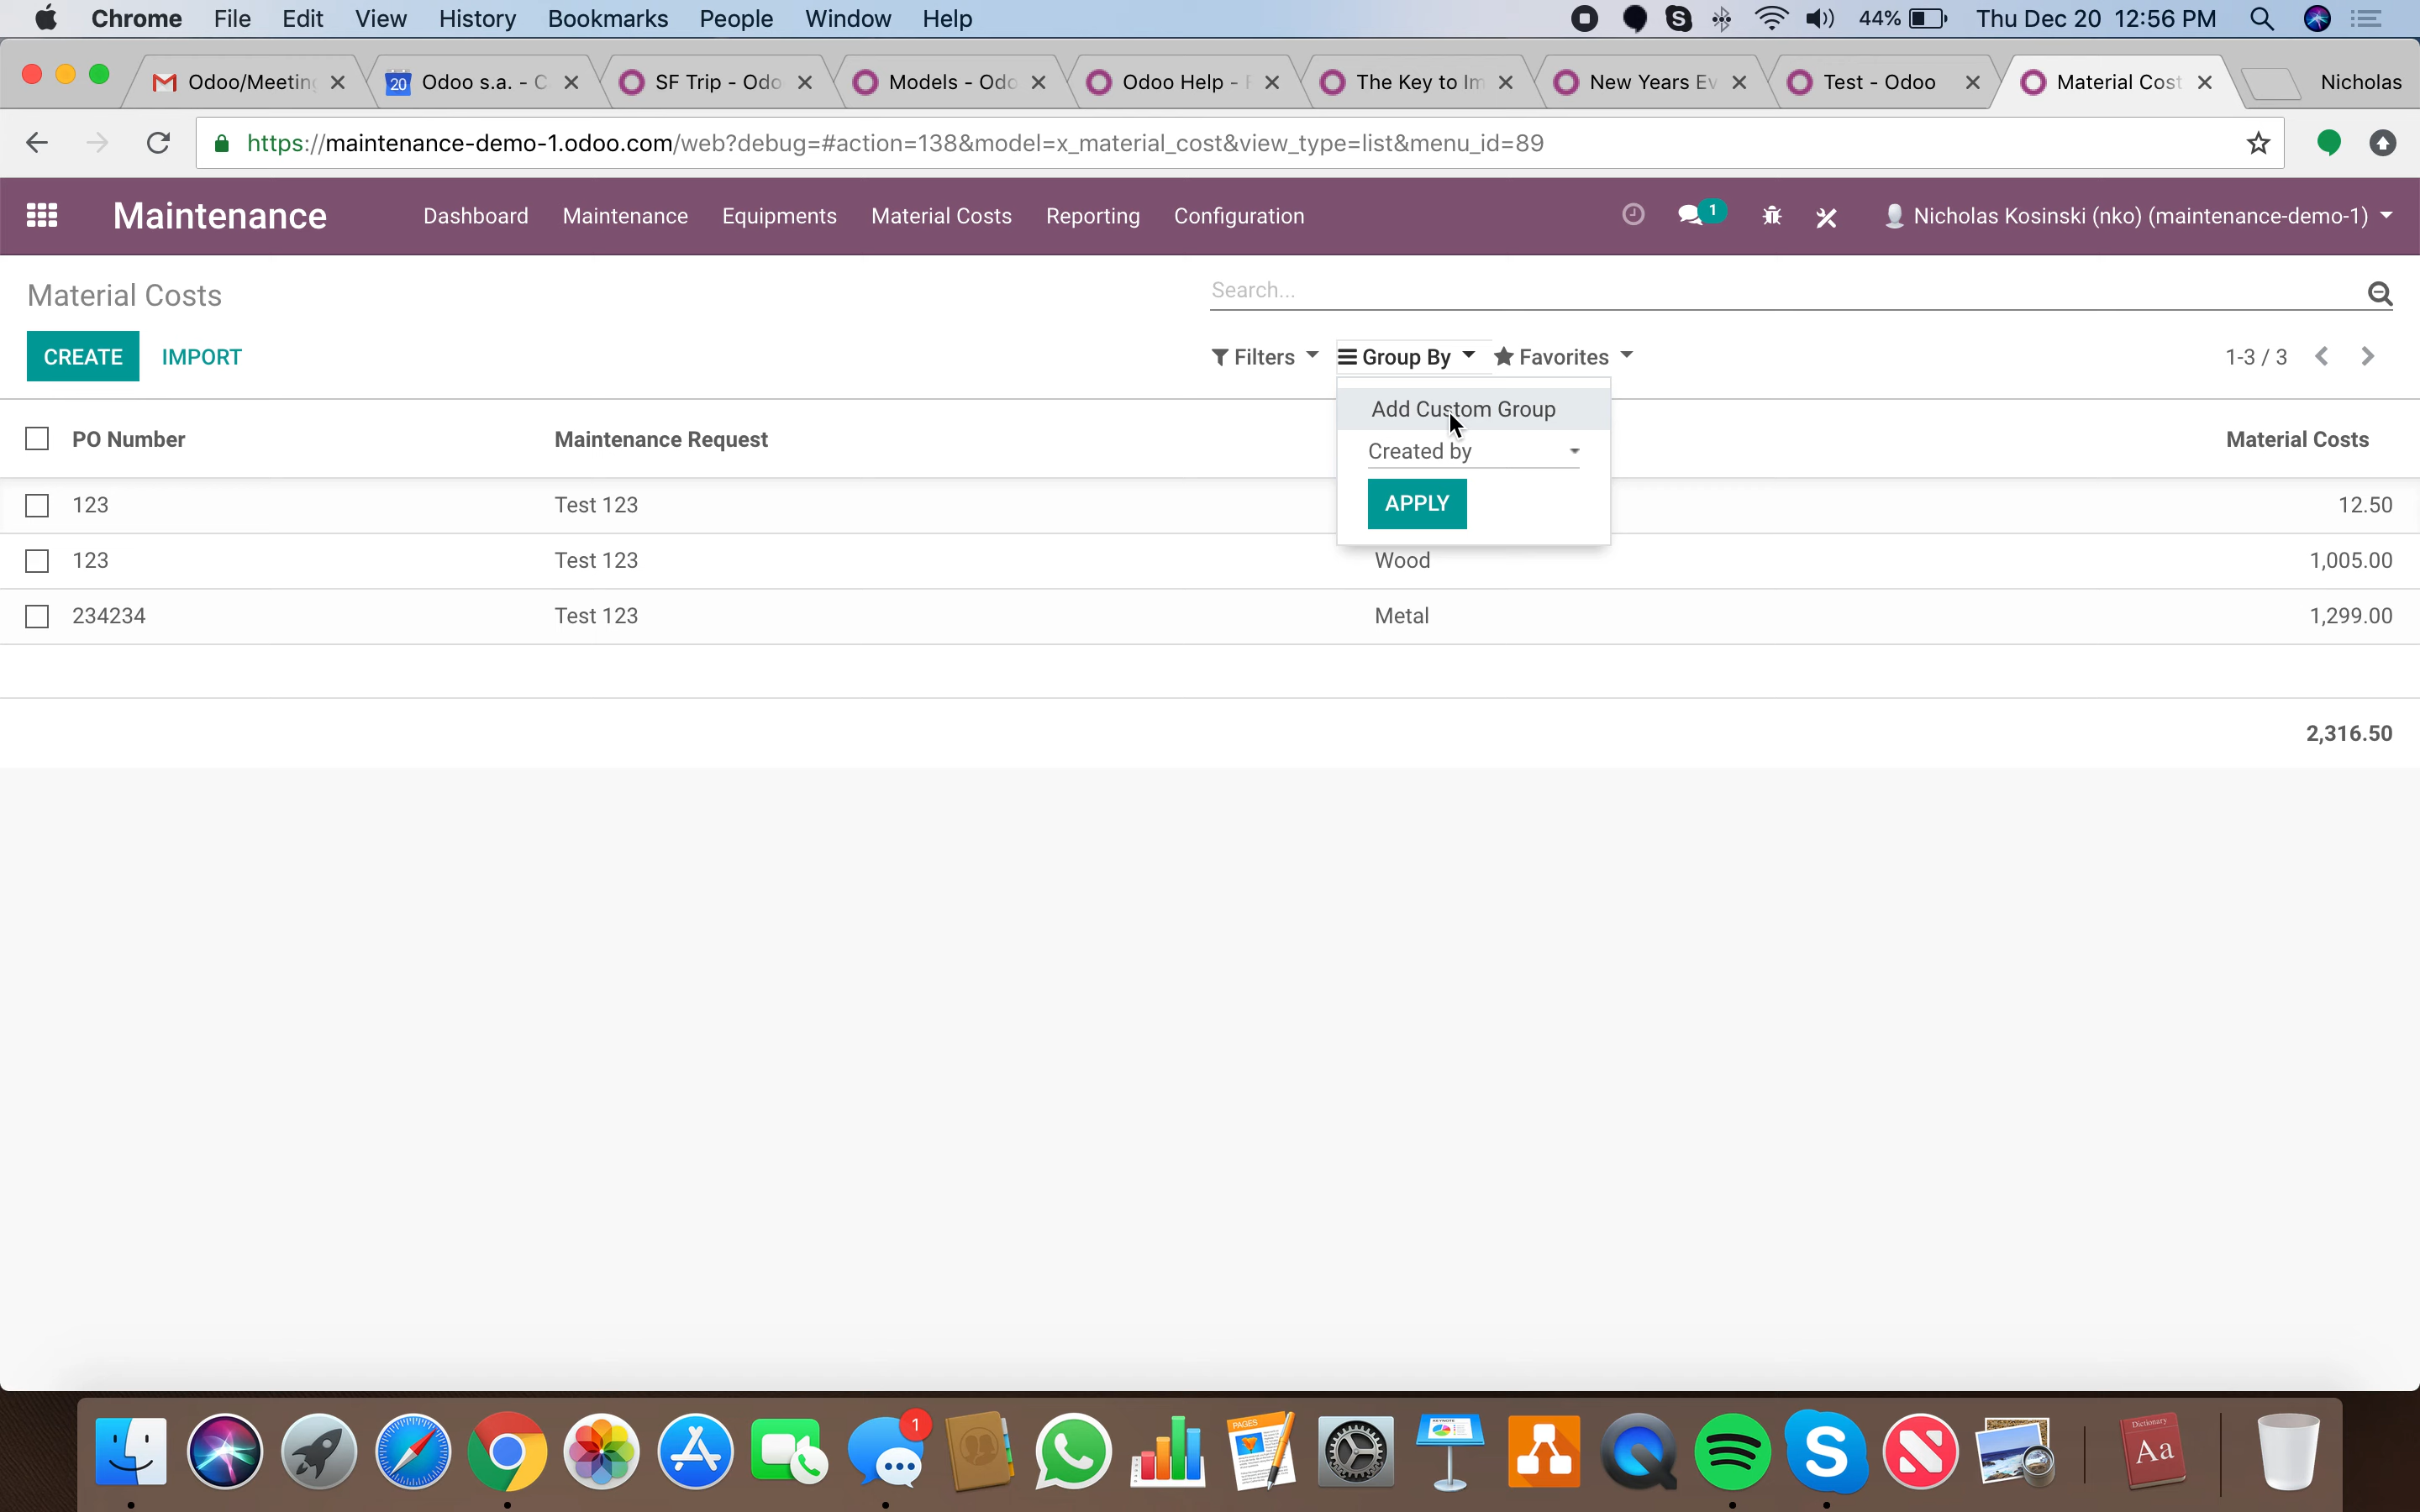 Chrome File Edit View History Bookmarks People Window Help 44% Thu Dec 20 12:56 PM
Odoo/Meeting 20 Odoo s.a. - C SF Trip - Odo Models - Odo Odoo Help - The Key to Im New Years Ev Test - Odoo Material Cost Nicholas
https://maintenance-demo-1.odoo.com/web?debug=#action=138&model=x_material_cost&view_type=list&menu_id=89
Maintenance Dashboard Maintenance Equipments Material Costs Reporting Configuration 1 Nicholas Kosinski (nko) (maintenance-demo-1)
Material Costs Search...
CREATE IMPORT Filters Group By Favorites 1-3 / 3
Add Custom Group
PO Number Maintenance Request Material Costs
Created by
123 Test 123 12.50
APPLY
123 Test 123 Wood 1,005.00
234234 Test 123 Metal 1,299.00
2,316.50
1
PAGES
KEYNOTE
Dictionary
Aa